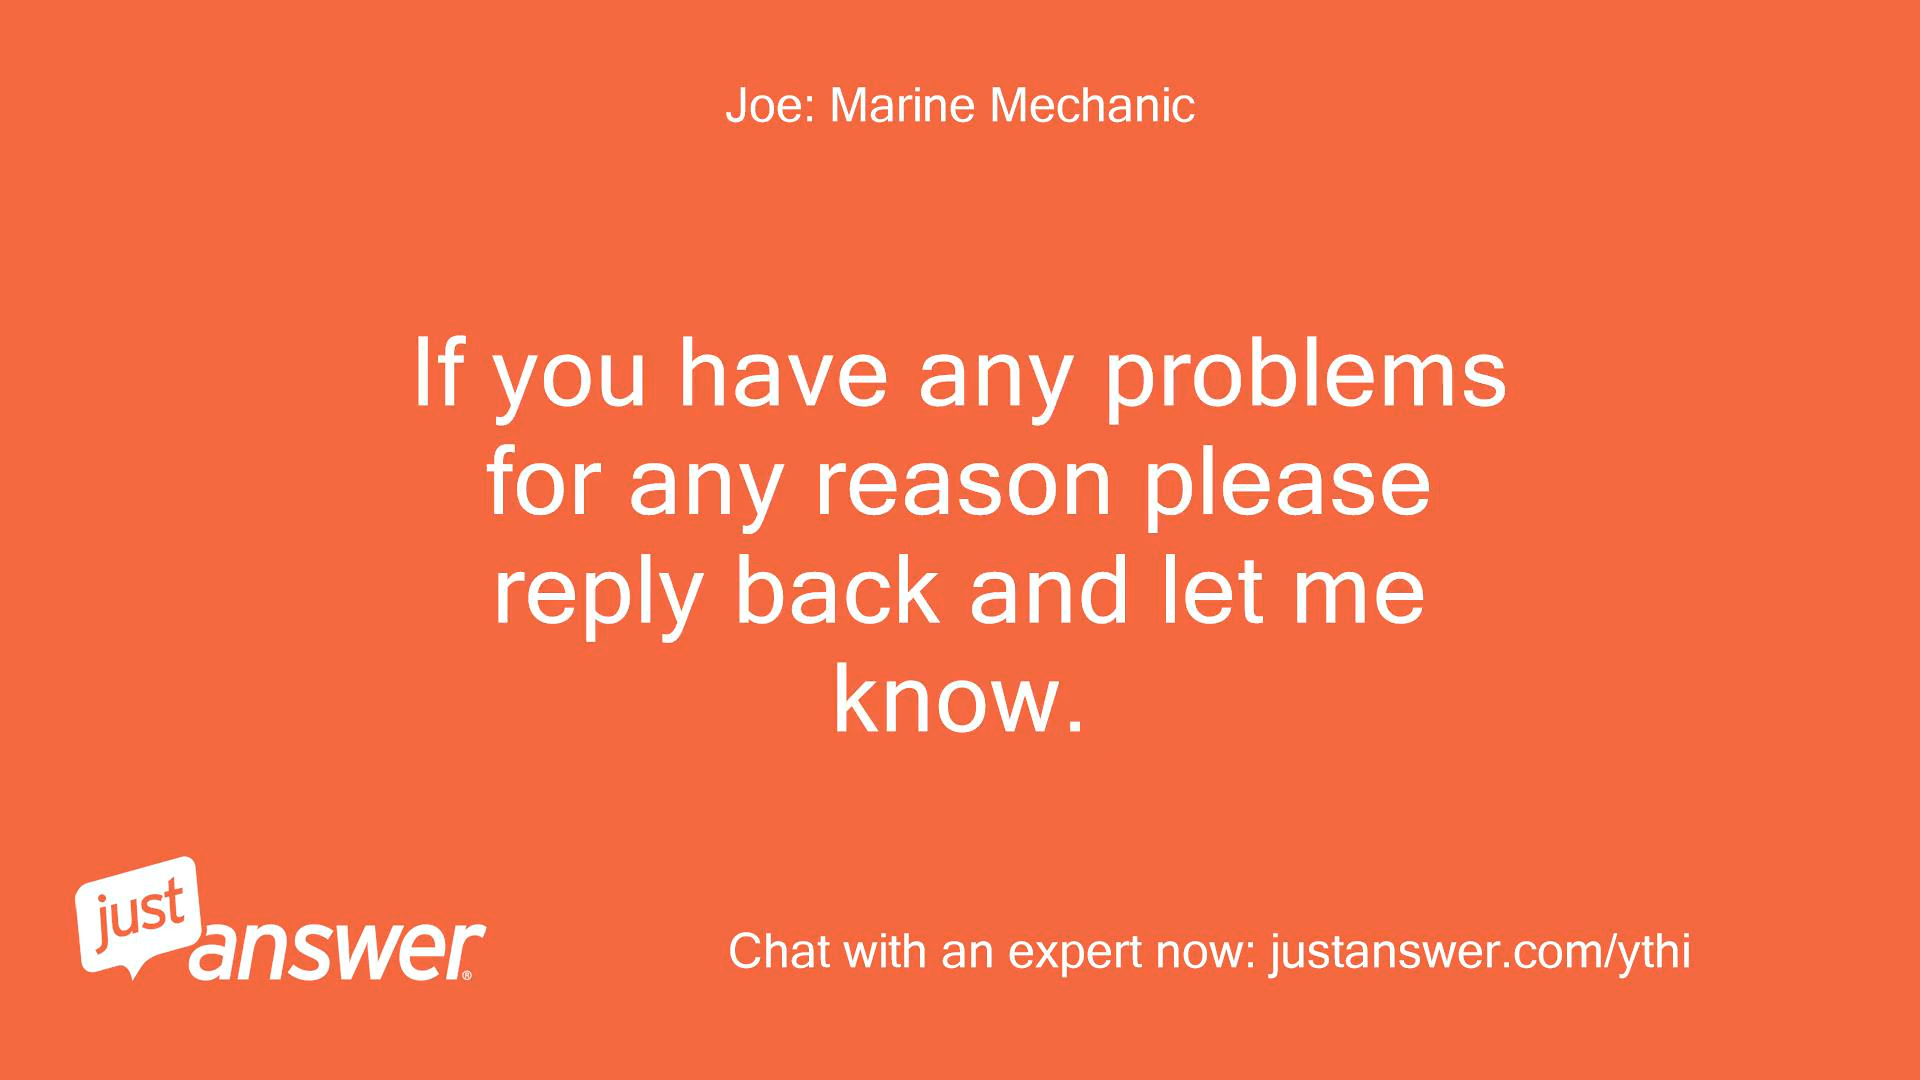 Joe: Marine Mechanic
If you have any problems
for any reason please
reply back and let me
know.
just
answer®
Chat with an expert now: justanswer.com/ythi